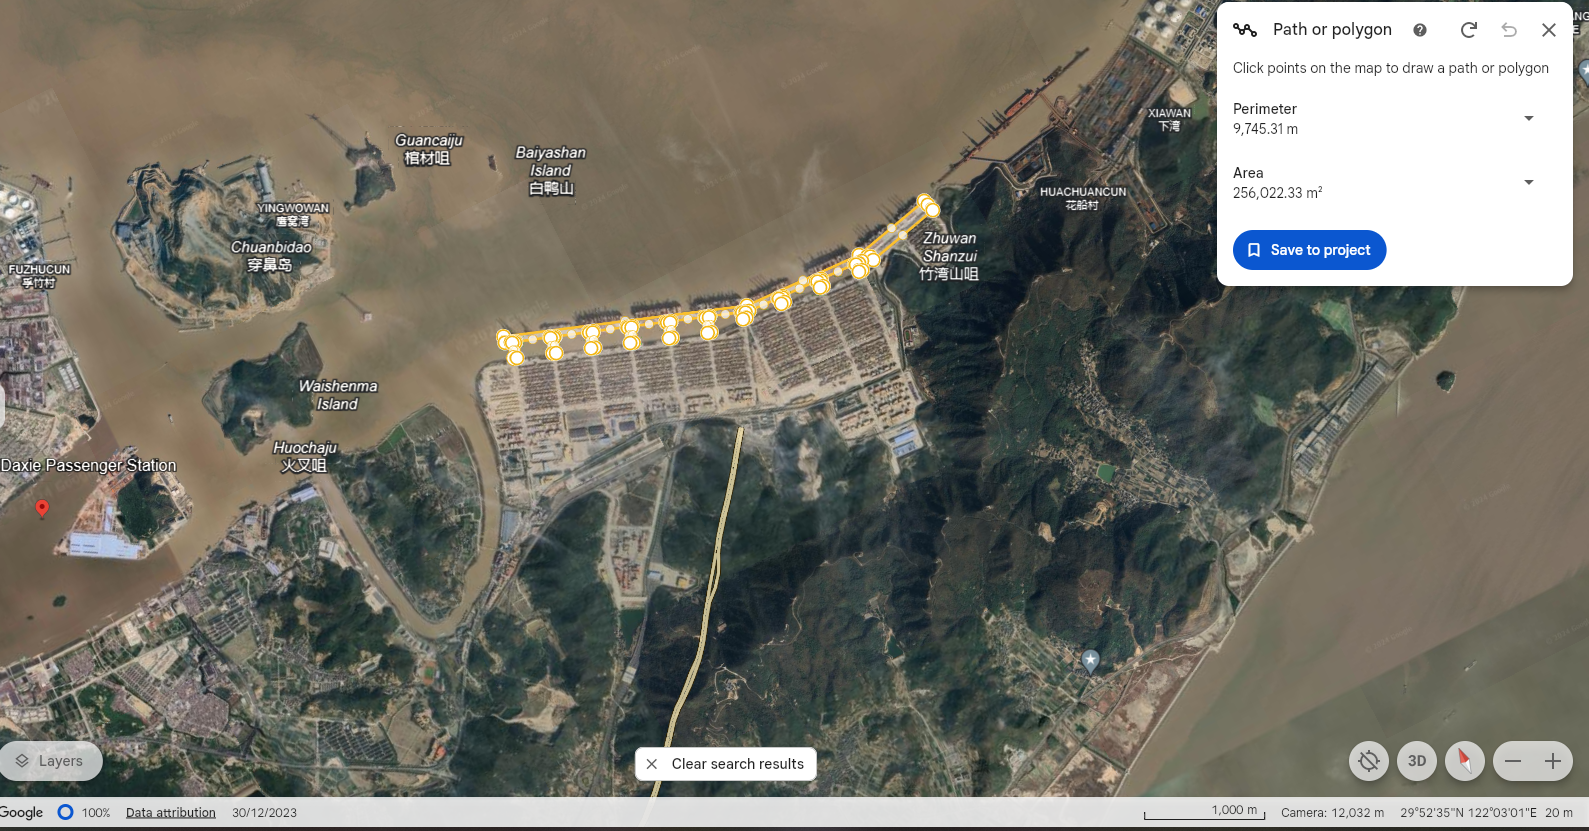 Path or polygon
Click points on the map to draw a path or polygon
Perimeter
9,745.31 m
Area
256,022.33 m²
Save to project
XIAWAN
下湾
Guancaiju
棺材咀
Baiyashan
Island
白鸭山
HUACHUANCUN
花船村
YINGWOWAN
Chuanbidao
穿鼻岛
Zhuwan
Shanzui
竹湾山咀
FUZHUCUN
孚竹村
Waishenma
Island
Huochaju
火叉咀
Daxie Passenger Station
Clear search results
Layers
3D
Google
100%
Data attribution
30/12/2023
1,000 m
Camera: 12,032 m
29°52'35"N 122°03'01"E
20 m